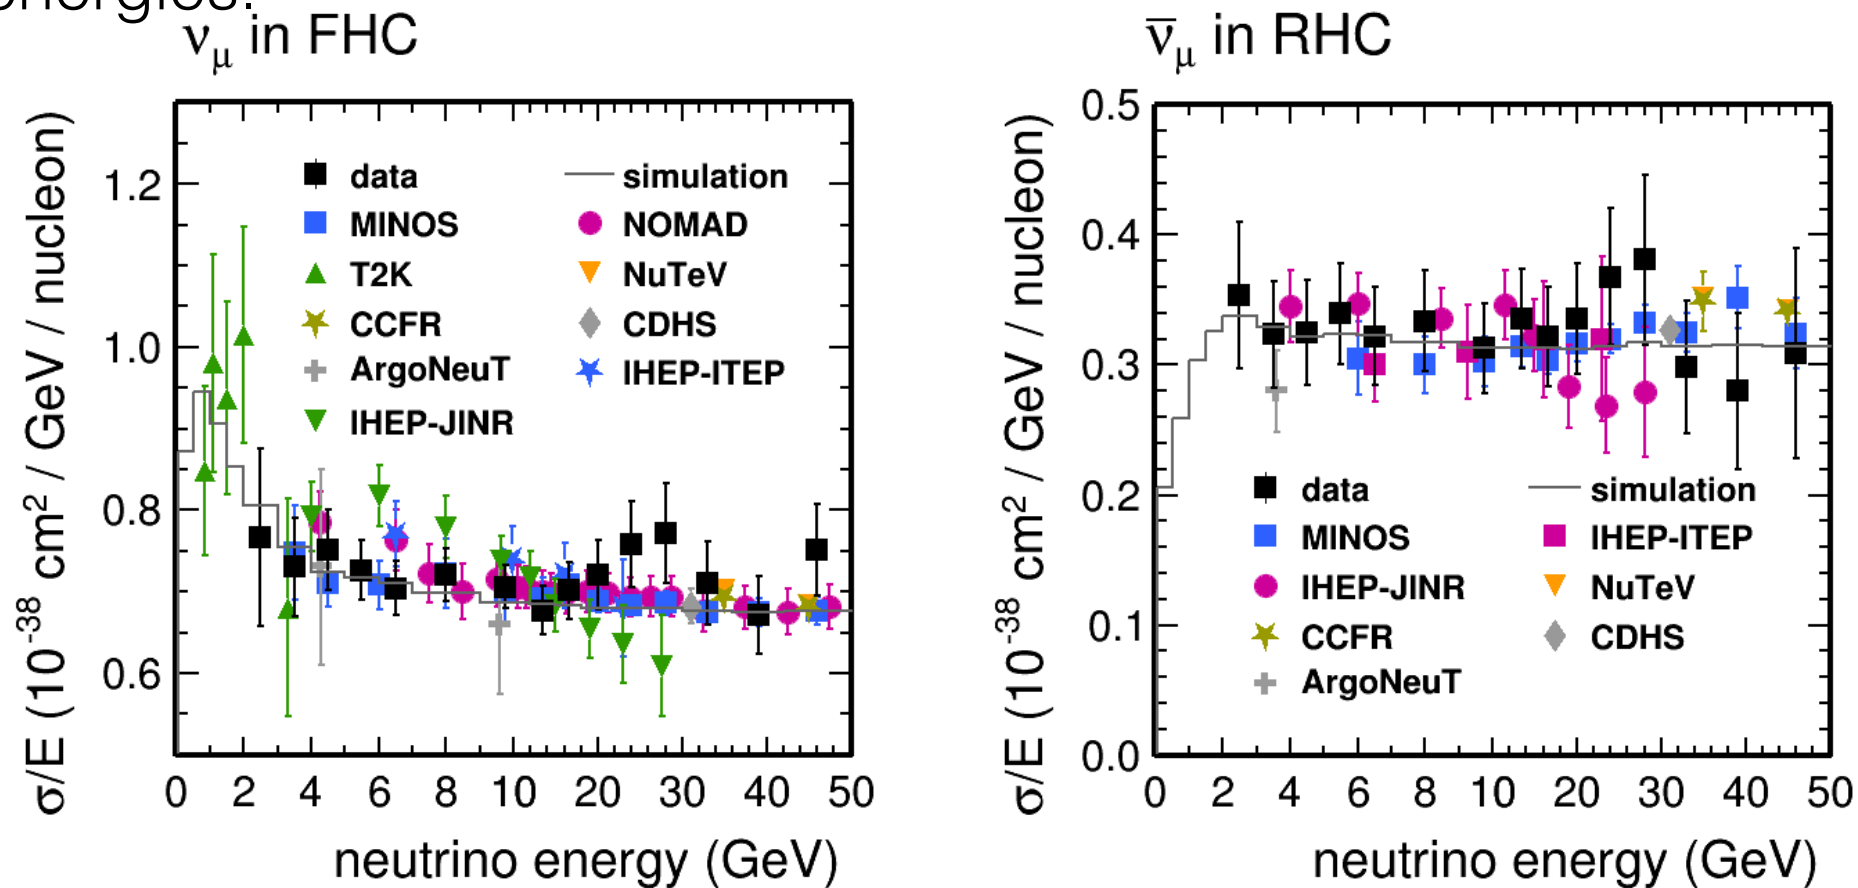 energies.
νμ in FHC
σ/E (10-38 cm2 / GeV / nucleon)
1.2
1.0
0.8
0.6
data
simulation
MINOS
NOMAD
T2K
NuTeV
CCFR
CDHS
ArgoNeuT
IHEP-ITEP
IHEP-JINR
0 2 4 6 8 10 20 30 40 50
neutrino energy (GeV)
ν̅μ in RHC
σ/E (10-38 cm2 / GeV / nucleon)
0.5
0.4
0.3
0.2
0.1
0.0
data
simulation
MINOS
IHEP-ITEP
IHEP-JINR
NuTeV
CCFR
CDHS
ArgoNeuT
0 2 4 6 8 10 20 30 40 50
neutrino energy (GeV)